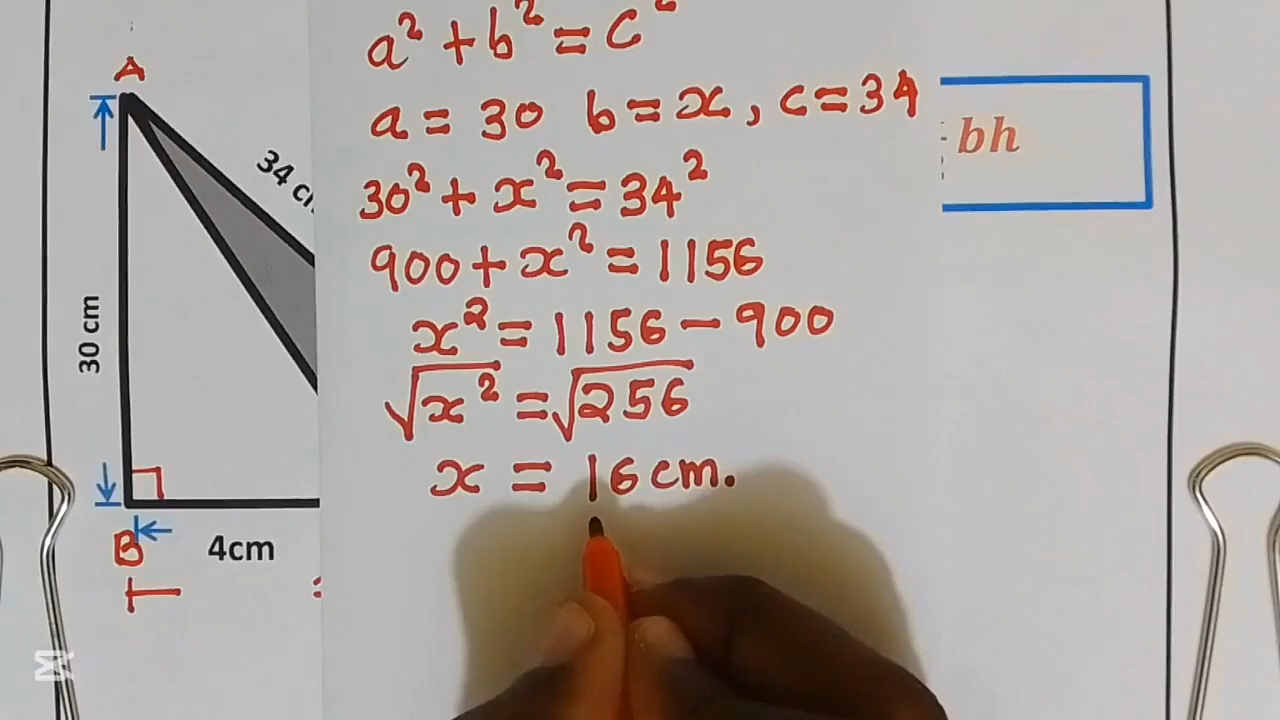 a² + b² = c²
a = 30 b = x, c = 34
30² + x² = 34²
900 + x² = 1156
x² = 1156 - 900
√x² = √256
x = 16 cm.
A
34 c
30 cm
B
4cm
bh